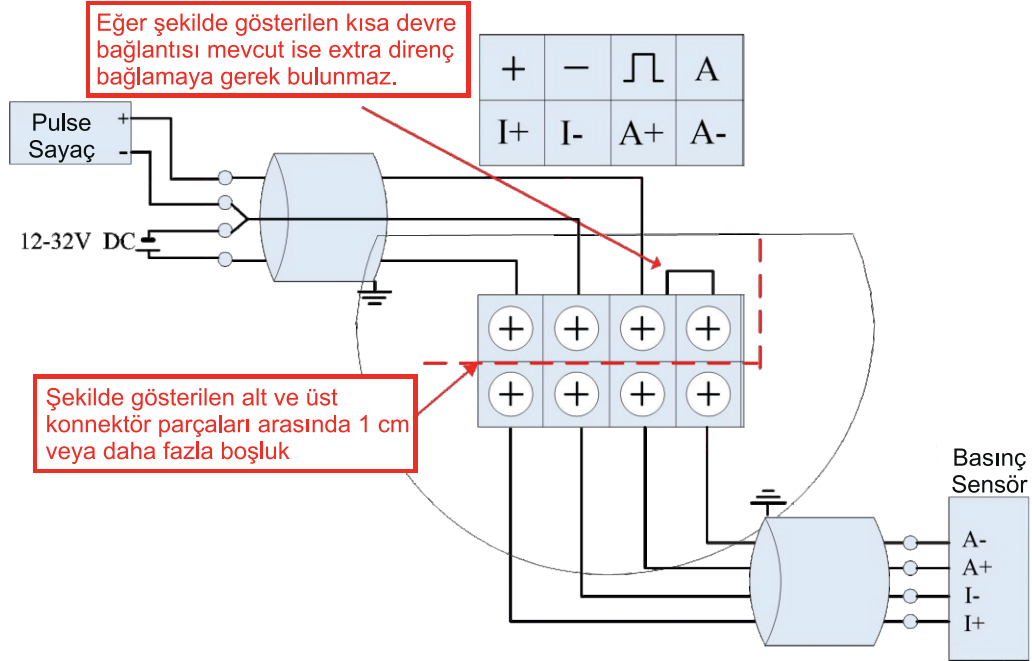 Eğer şekilde gösterilen kısa devre
bağlantısı mevcut ise extra direnç
bağlamaya gerek bulunmaz.
+ − ⎍ A
I+ I- A+ A-
Pulse
Sayaç
+
-
12-32V DC
+ + + +
+ + + +
Şekilde gösterilen alt ve üst
konnektör parçaları arasında 1 cm
veya daha fazla boşluk
Basınç
Sensör
A-
A+
I-
I+